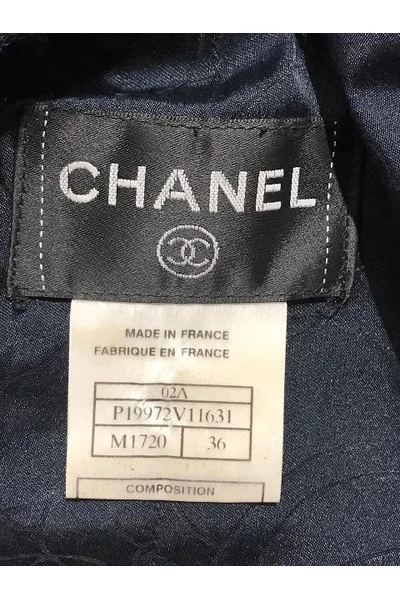 CHANEL
MADE IN FRANCE
FABRIQUE EN FRANCE
02A
P19972V11631
M1720 36
COMPOSITION